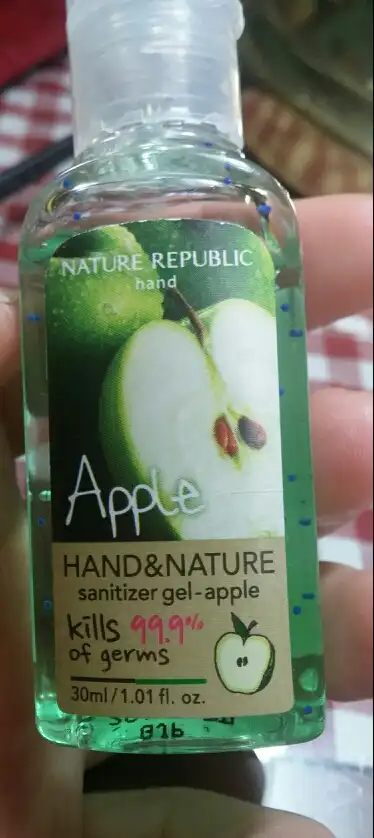 NATURE REPUBLIC
hand
Apple
HAND&NATURE
sanitizer gel-apple
kills 99.9%
of germs
30ml/1.01 fl. oz.